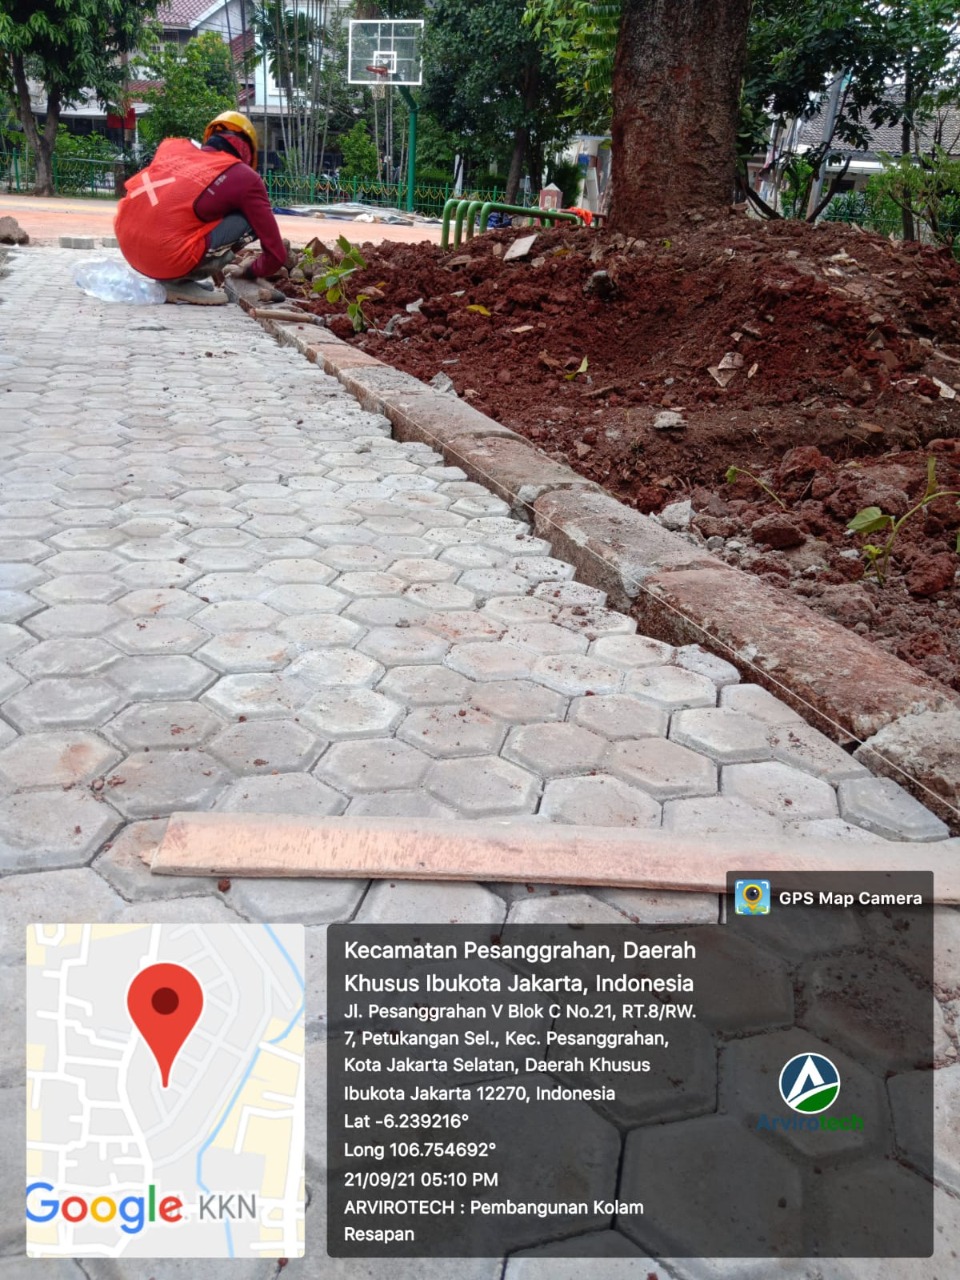 GPS Map Camera
Kecamatan Pesanggrahan, Daerah
Khusus Ibukota Jakarta, Indonesia
Jl. Pesanggrahan V Blok C No.21, RT.8/RW.
7, Petukangan Sel., Kec. Pesanggrahan,
Kota Jakarta Selatan, Daerah Khusus
Ibukota Jakarta 12270, Indonesia
Lat -6.239216°
Long 106.754692°
21/09/21 05:10 PM
ARVIROTECH : Pembangunan Kolam
Resapan
Arvirotech
Google
KKN